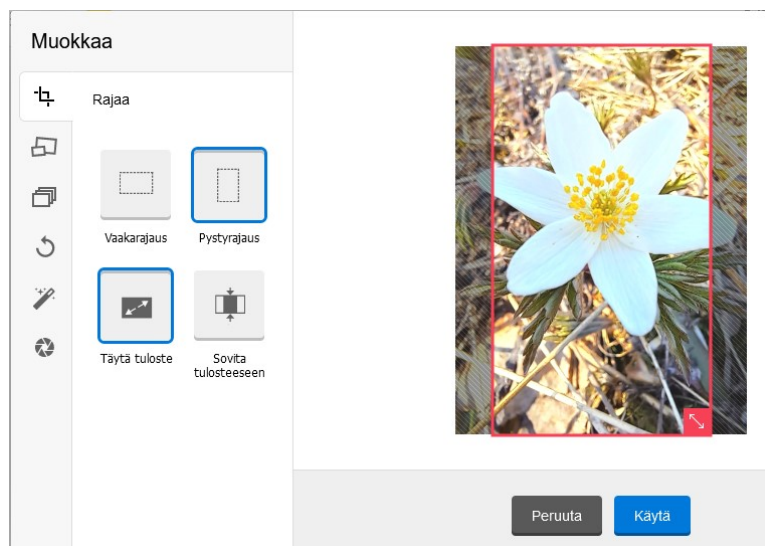 Muokkaa
Rajaa
Vaakarajaus
Pystyrajaus
Täytä tuloste
Sovita
tulosteeseen
Peruuta
Käytä